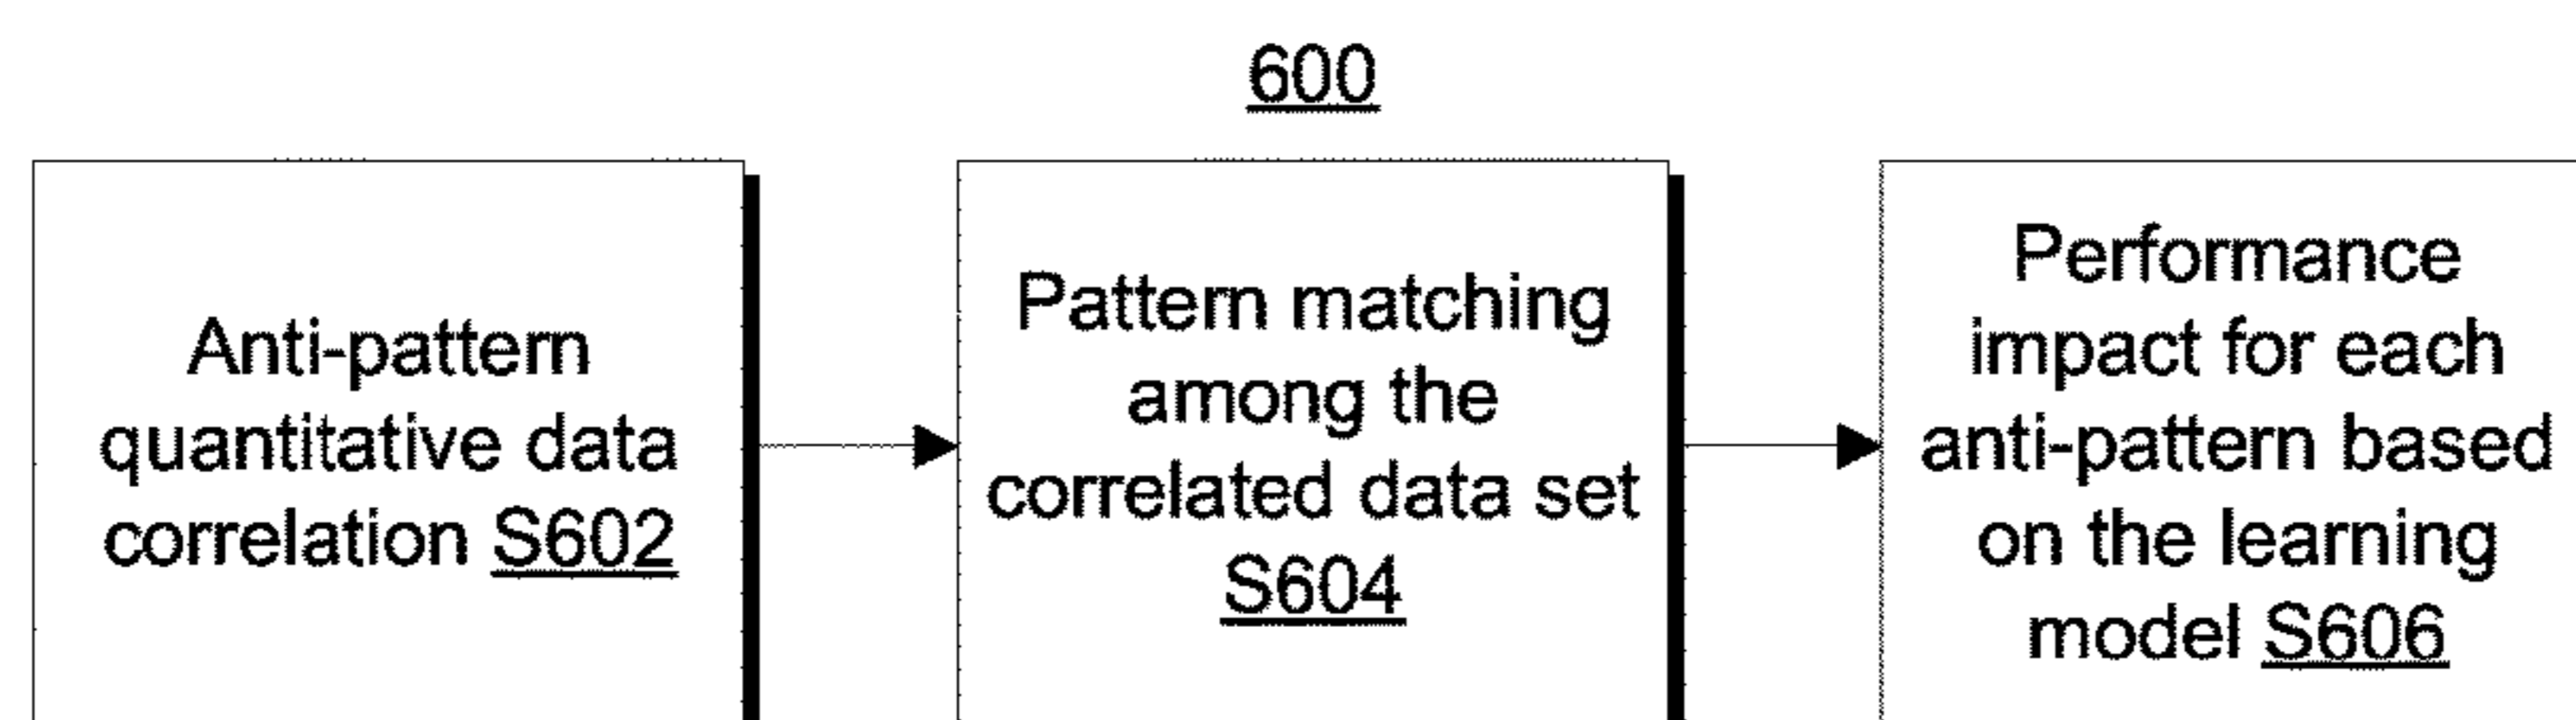 600
Anti-pattern
quantitative data
correlation S602
Pattern matching
among the
correlated data set
S604
Performance
impact for each
anti-pattern based
on the learning
model S606